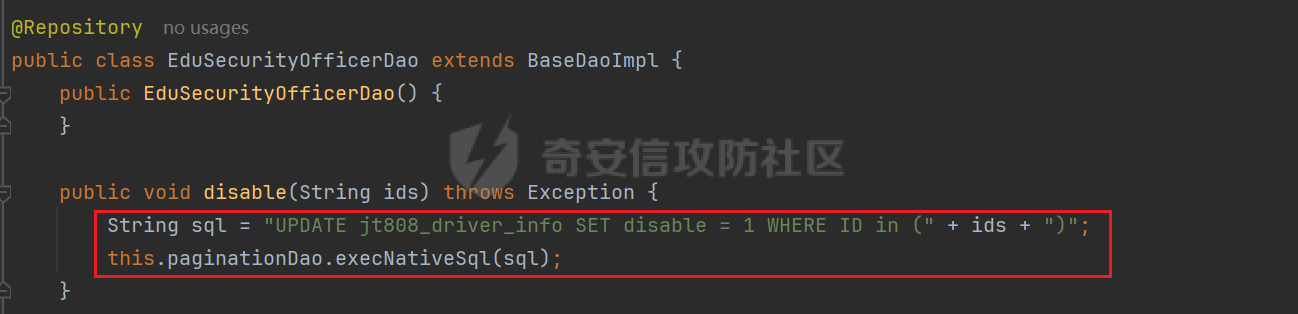 @Repository no usages
public class EduSecurityOfficerDao extends BaseDaoImpl {
public EduSecurityOfficerDao() {
}
奇安信攻防社区
public void disable(String ids) throws Exception {
String sql = "UPDATE jt808_driver_info SET disable = 1 WHERE ID in (" + ids + ")";
this.paginationDao.execNativeSql(sql);
}